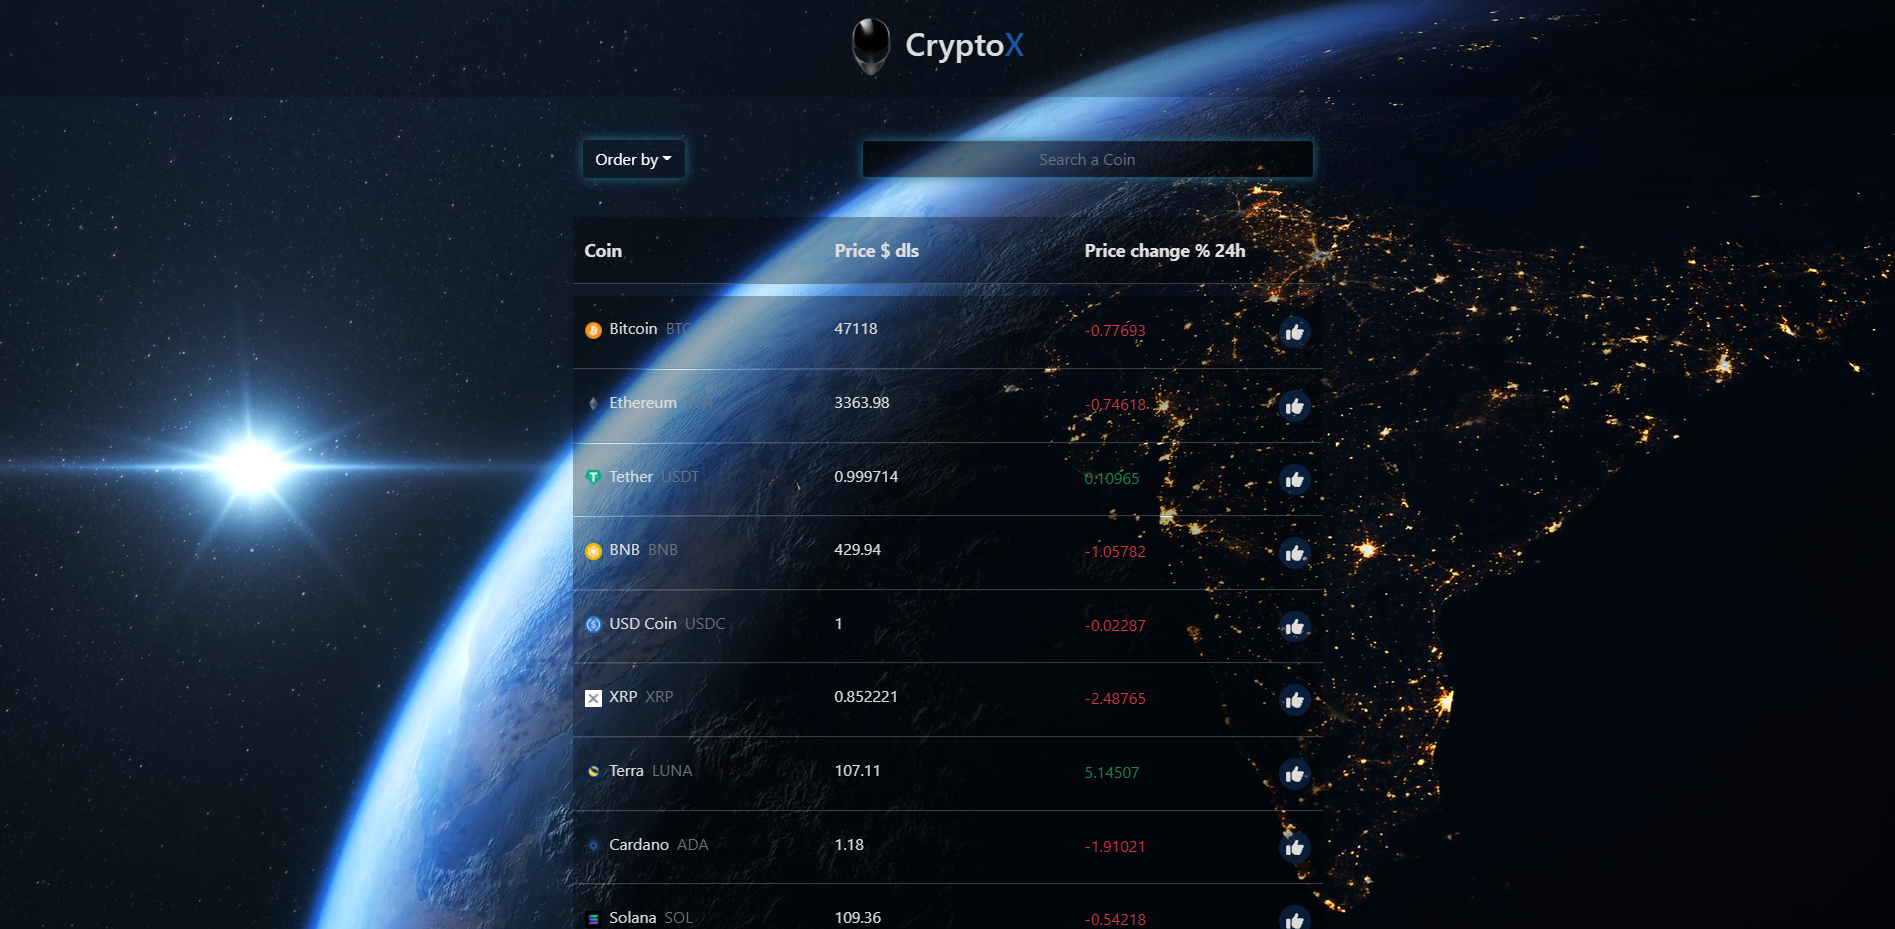 CryptoX
Order by
Search a Coin
Coin Price $ dls Price change % 24h
Bitcoin BTC 47118 -0.77693
Ethereum 3363.98 -0.74618
Tether USDT 0.999714 0.10965
BNB BNB 429.94 -1.05782
USD Coin USDC 1 -0.02287
XRP XRP 0.852221 -2.48765
Terra LUNA 107.11 5.14507
Cardano ADA 1.18 -1.91021
Solana SOL 109.36 -0.54218